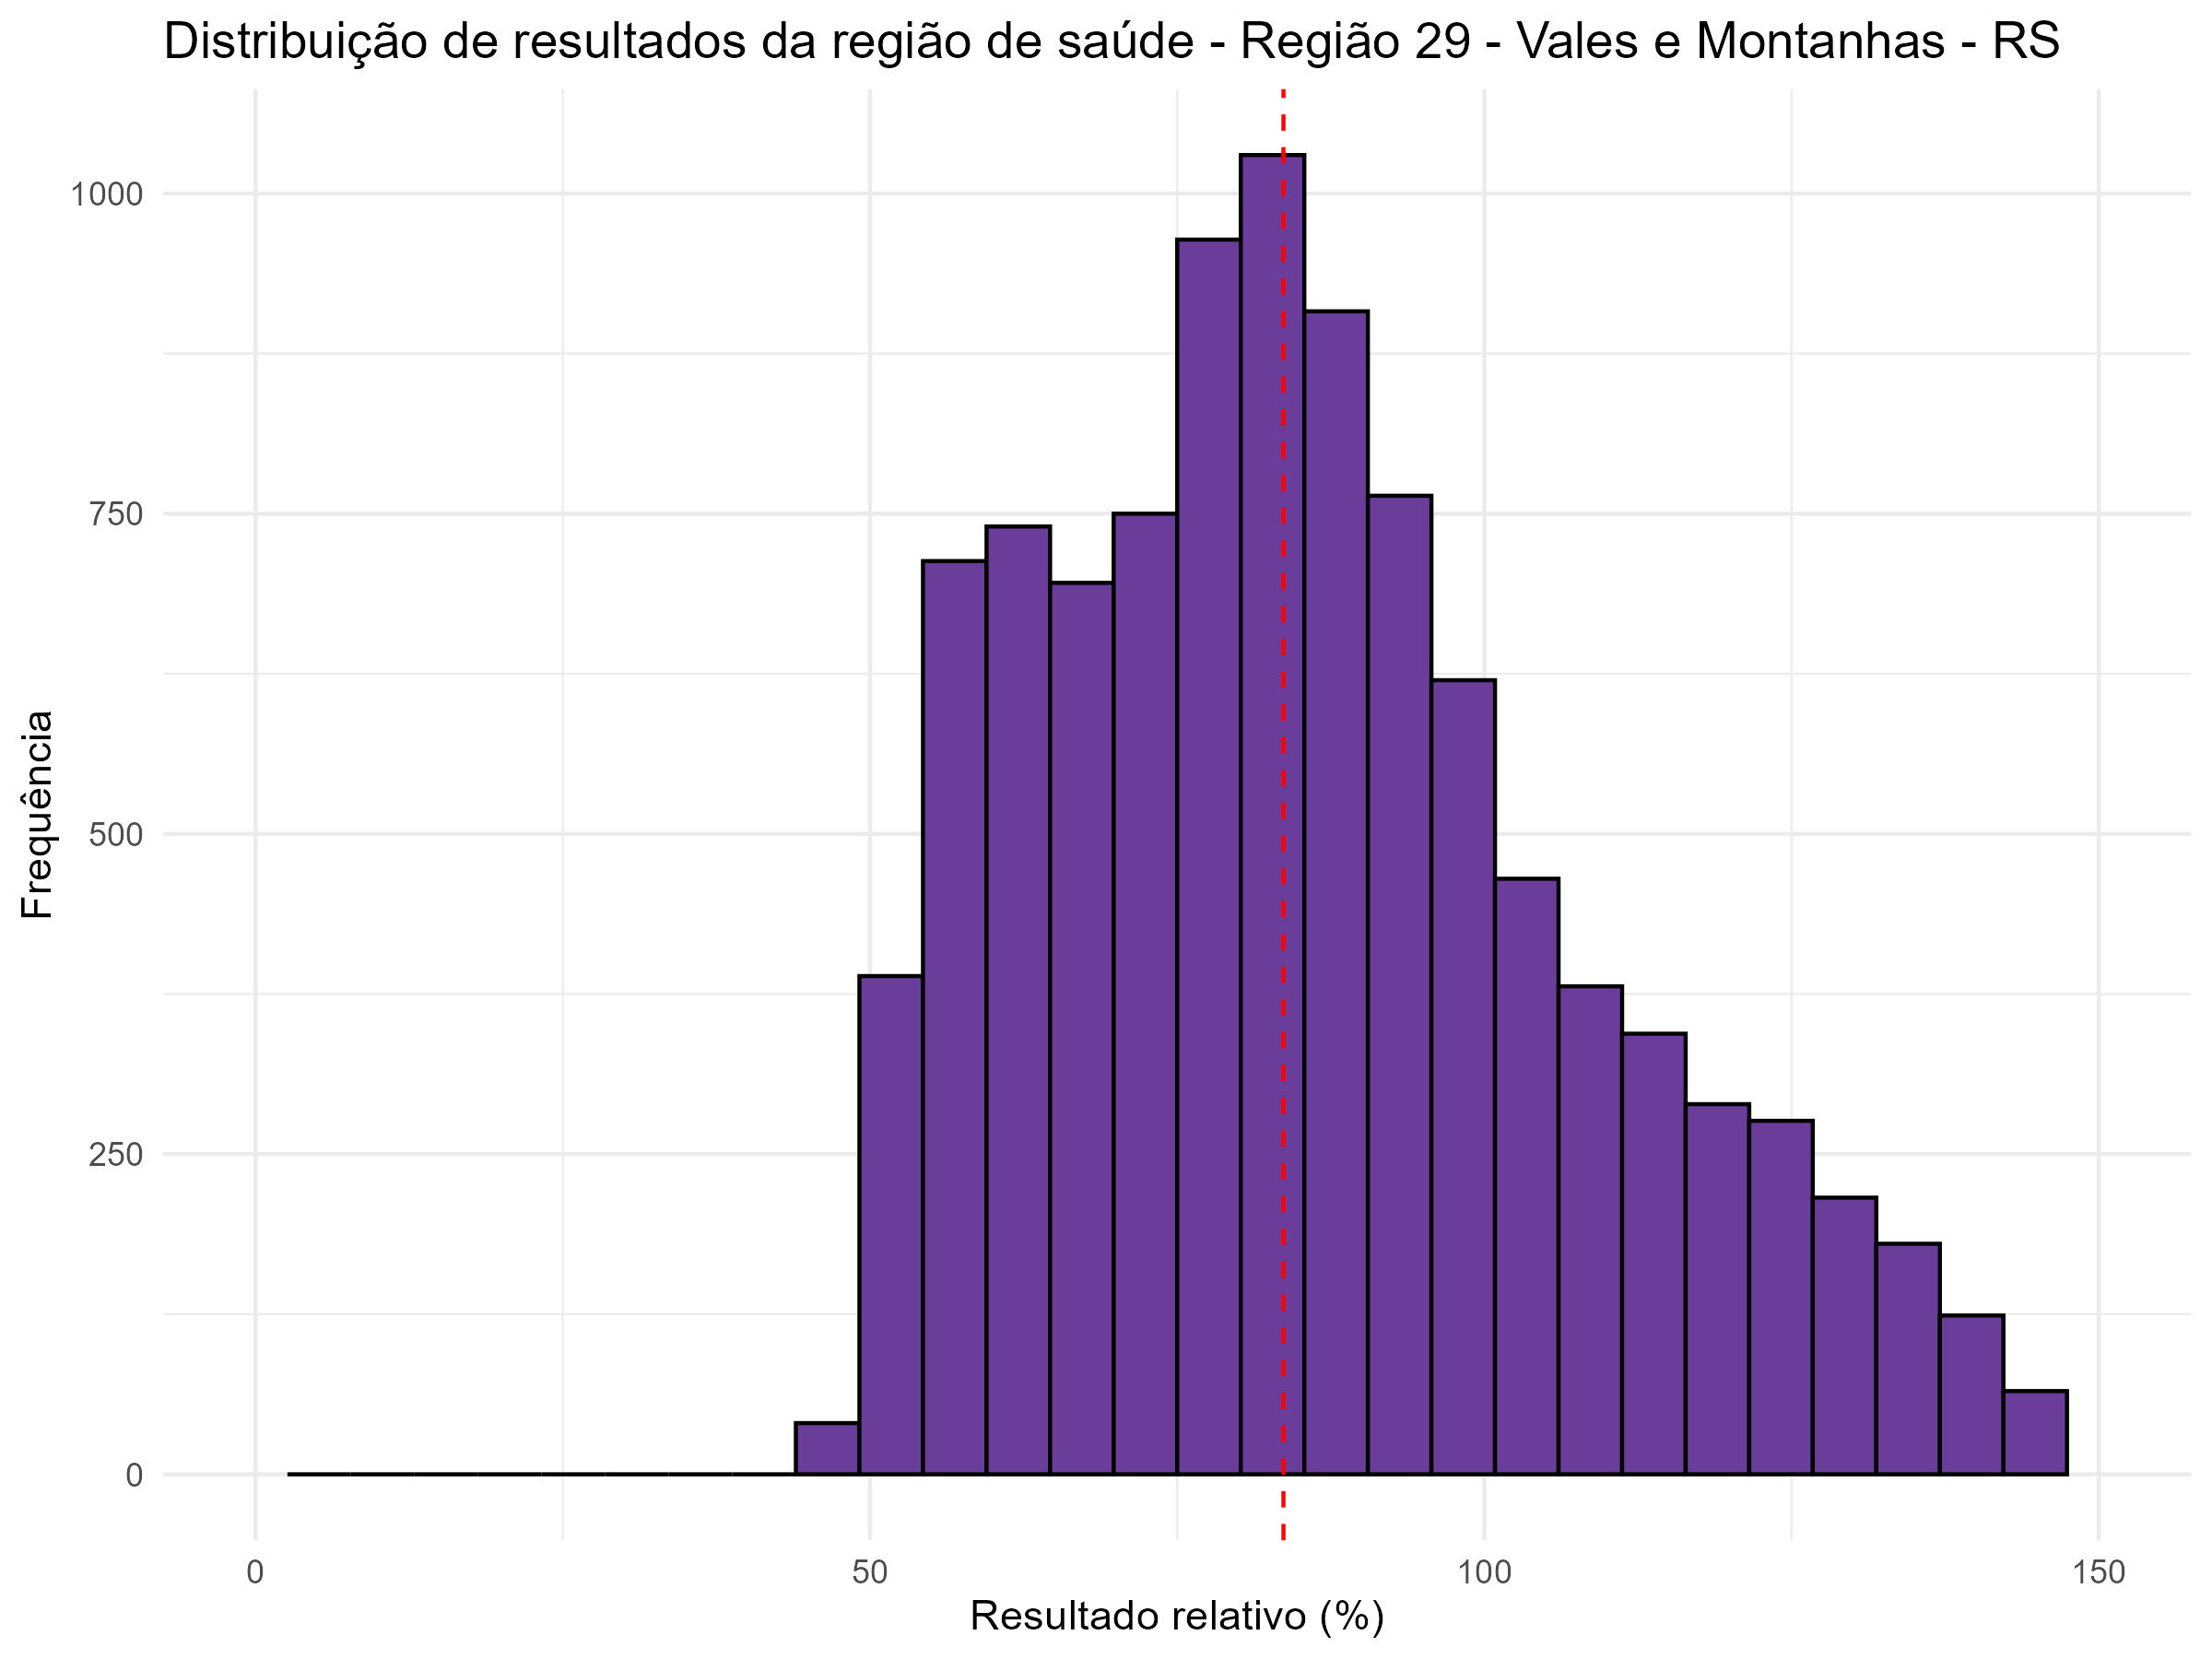 Distribuição de resultados da região de saúde - Região 29 - Vales e Montanhas - RS
1000
750
500
250
0
Frequência
0 50 100 150
Resultado relativo (%)